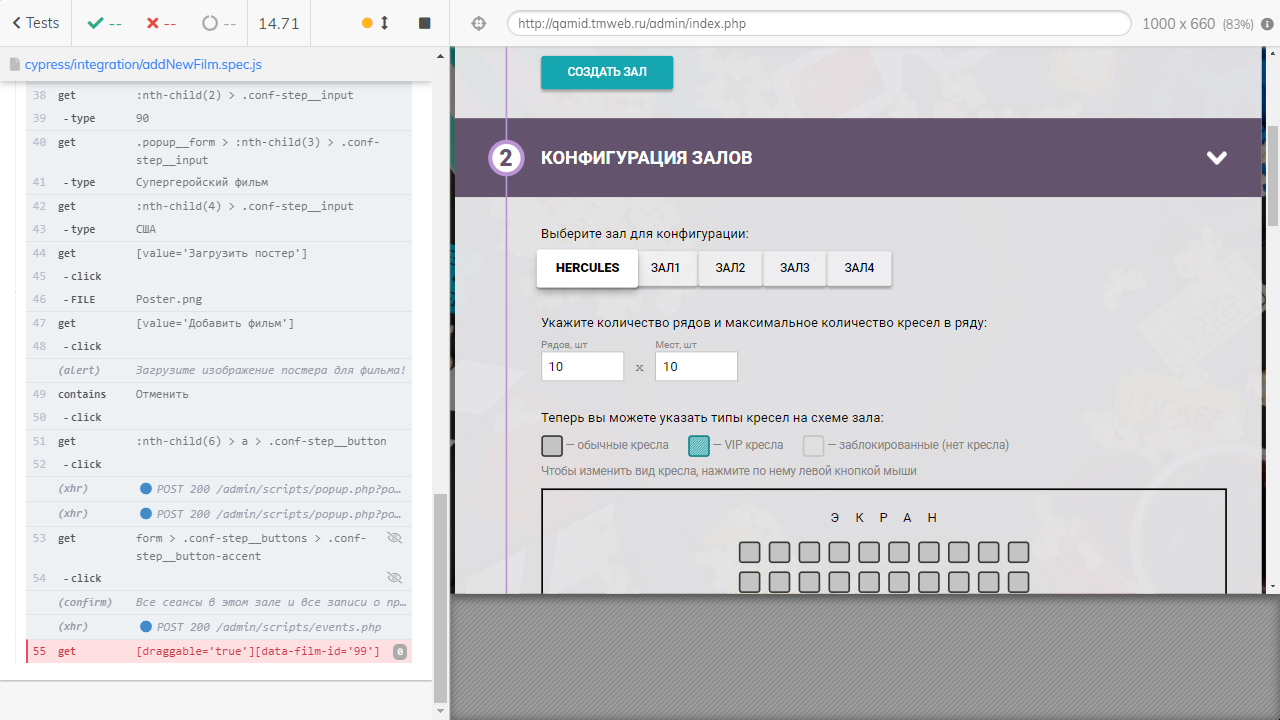 Tests
--
--
--
14.71
http://qamid.tmweb.ru/admin/index.php
1000 x 660 (83%)
cypress/integration/addNewFilm.spec.js
38 get :nth-child(2) > .conf-step__input
39 -type 90
40 get .popup__form > :nth-child(3) > .conf-
step__input
41 -type Супергеройский фильм
42 get :nth-child(4) > .conf-step__input
43 -type США
44 get [value='Загрузить постер']
45 -click
46 -FILE Poster.png
47 get [value='Добавить фильм']
48 -click
(alert) Загрузите изображение постера для фильма!
49 contains Отменить
50 -click
51 get :nth-child(6) > a > .conf-step__button
52 -click
(xhr) POST 200 /admin/scripts/popup.php?po…
(xhr) POST 200 /admin/scripts/popup.php?po…
53 get form > .conf-step__buttons > .conf-
step__button-accent
54 -click
(confirm) Все сеансы в этом зале и все записи о пр…
(xhr) POST 200 /admin/scripts/events.php
55 get [draggable='true'][data-film-id='99'] 0
СОЗДАТЬ ЗАЛ
2 КОНФИГУРАЦИЯ ЗАЛОВ
Выберите зал для конфигурации:
HERCULES ЗАЛ1 ЗАЛ2 ЗАЛ3 ЗАЛ4
Укажите количество рядов и максимальное количество кресел в ряду:
Рядов, шт Мест, шт
10 x 10
Теперь вы можете указать типы кресел на схеме зала:
— обычные кресла — VIP кресла — заблокированные (нет кресла)
Чтобы изменить вид кресла, нажмите по нему левой кнопкой мыши
ЭКРАН